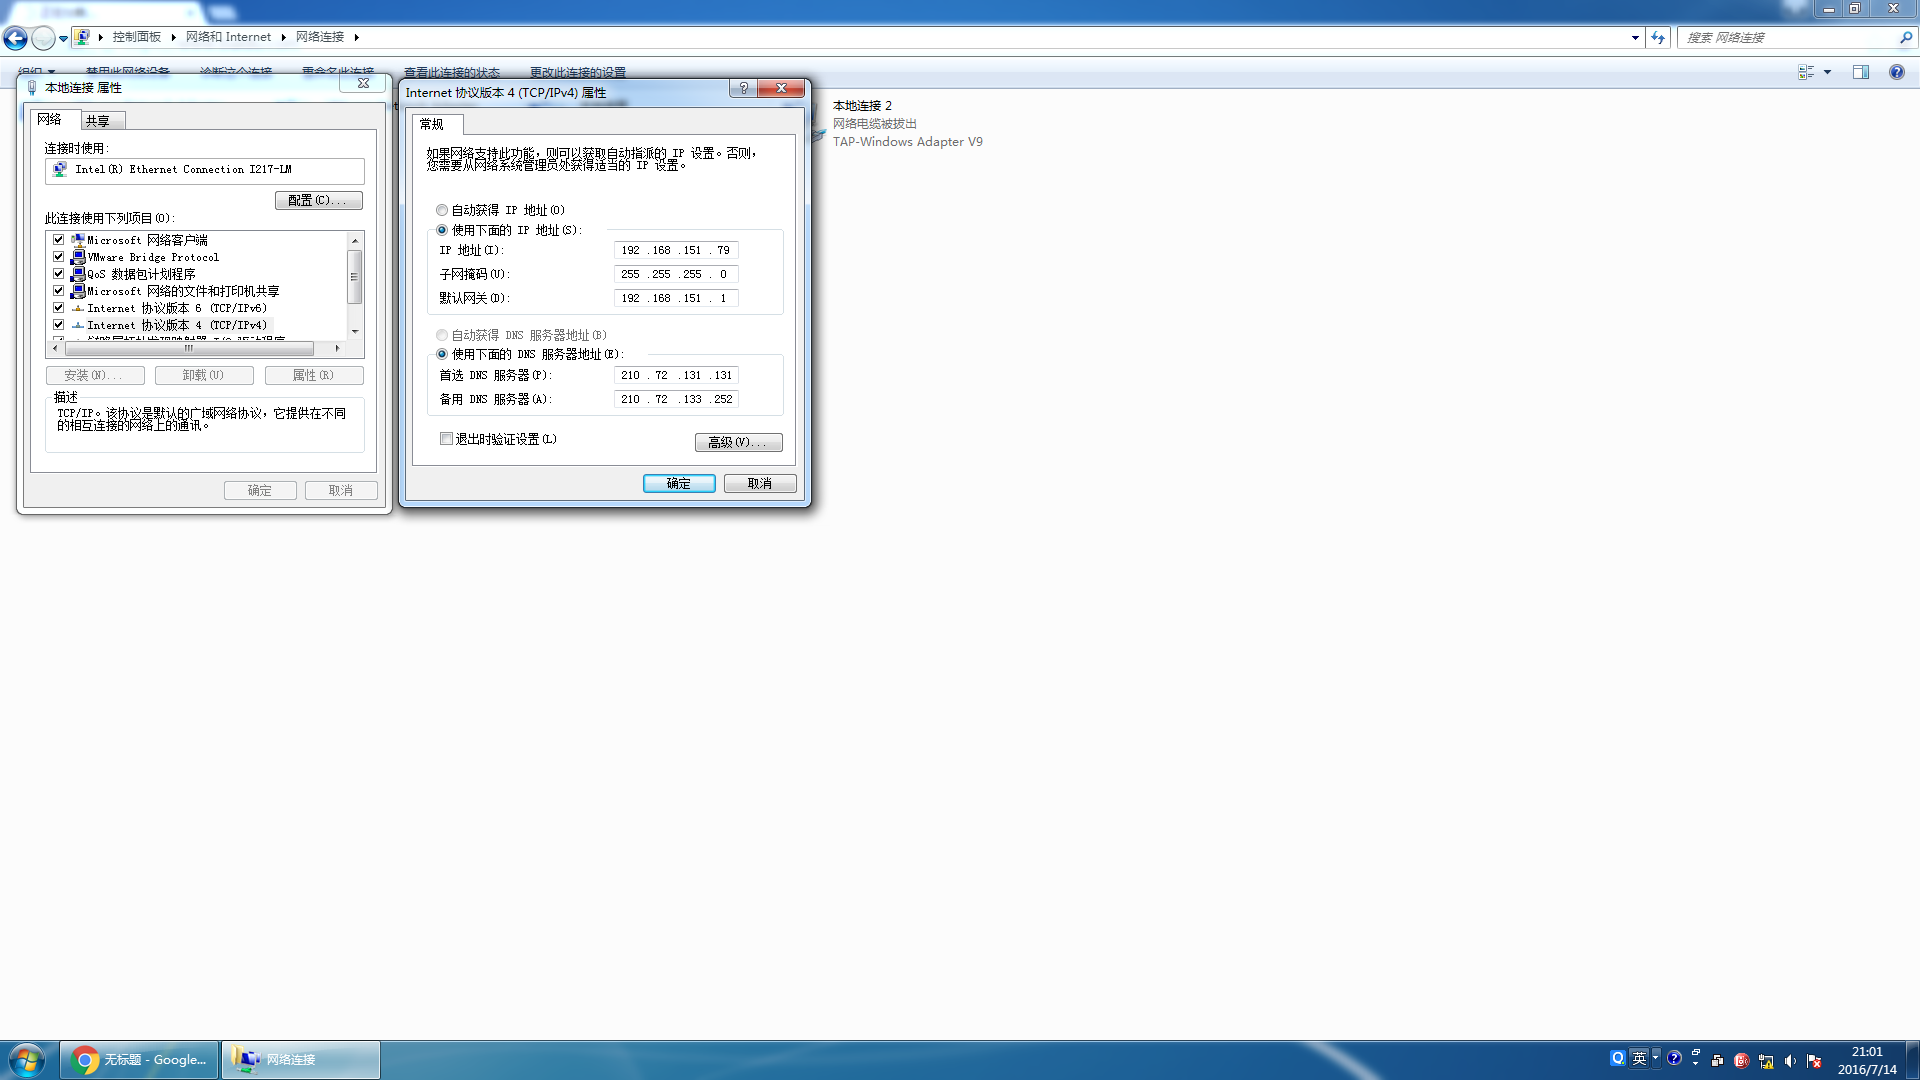 控制面板
网络和 Internet
网络连接
搜索 网络连接
组织
禁用此网络设备
诊断这个连接
重命名此连接
查看此连接的状态
更改此连接的设置
本地连接 属性
网络
共享
连接时使用:
Intel(R) Ethernet Connection I217-LM
配置(C)...
此连接使用下列项目(O):
Microsoft 网络客户端
VMware Bridge Protocol
QoS 数据包计划程序
Microsoft 网络的文件和打印机共享
Internet 协议版本 6 (TCP/IPv6)
Internet 协议版本 4 (TCP/IPv4)
安装(N)...
卸载(U)
属性(R)
描述
TCP/IP。该协议是默认的广域网络协议，它提供在不同
的相互连接的网络上的通讯。
确定
取消
Internet 协议版本 4 (TCP/IPv4) 属性
常规
如果网络支持此功能，则可以获取自动指派的 IP 设置。否则，
您需要从网络系统管理员处获得适当的 IP 设置。
自动获得 IP 地址(O)
使用下面的 IP 地址(S):
IP 地址(I):
192 .168 .151 . 79
子网掩码(U):
255 .255 .255 . 0
默认网关(D):
192 .168 .151 . 1
自动获得 DNS 服务器地址(B)
使用下面的 DNS 服务器地址(E):
首选 DNS 服务器(P):
210 . 72 .131 .131
备用 DNS 服务器(A):
210 . 72 .133 .252
退出时验证设置(L)
高级(V)...
确定
取消
本地连接 2
网络电缆被拔出
TAP-Windows Adapter V9
无标题 - Google...
网络连接
英
21:01
2016/7/14